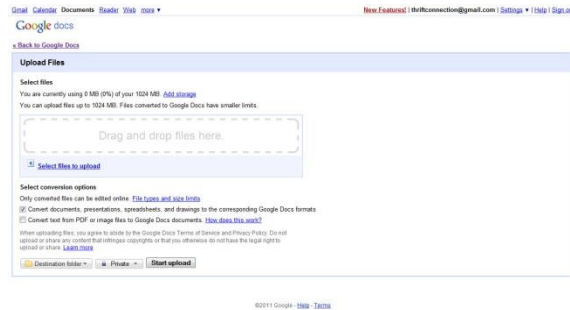 Gmail Calendar Documents Reader Web more ▼
New Features! | thriftconnection@gmail.com | Settings ▼ | Help | Sign ou
Google docs
« Back to Google Docs
Upload Files
Select files
You are currently using 0 MB (0%) of your 1024 MB. Add storage
You can upload files up to 1024 MB. Files converted to Google Docs have smaller limits.
Drag and drop files here.
Select files to upload
Select conversion options
Only converted files can be edited online. File types and size limits
Convert documents, presentations, spreadsheets, and drawings to the corresponding Google Docs formats
Convert text from PDF or image files to Google Docs documents. How does this work?
When uploading files, you agree to abide by the Google Docs Terms of Service and Privacy Policy. Do not
upload or share any content that infringes copyrights or that you otherwise do not have the legal right to
upload or share. Learn more
Destination folder Private Start upload
©2011 Google - Help - Terms